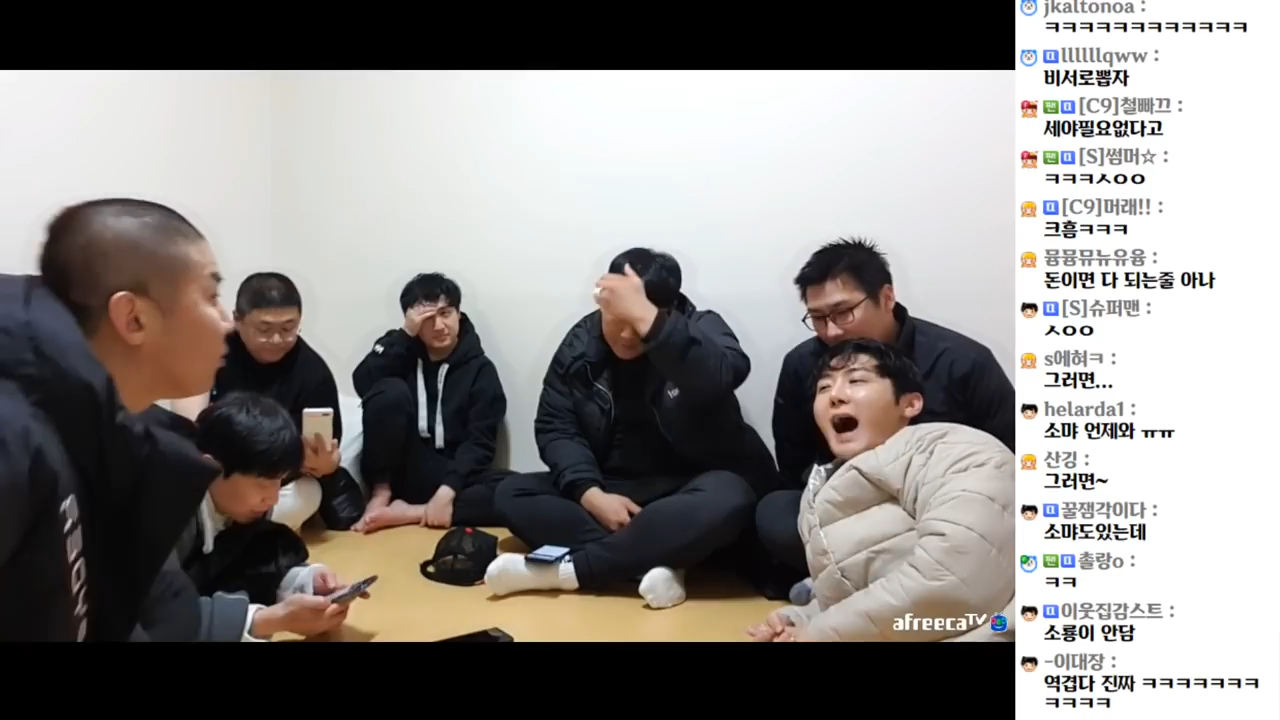 jkaltonoa :
ㅋㅋㅋㅋㅋㅋㅋㅋㅋㅋㅋㅋ
llllllqww :
비서로뽑자
[C9]철빠끄 :
세야필요없다고
[S]썸머☆ :
ㅋㅋㅋㅅㅇㅇ
[C9]머래!! :
크흠ㅋㅋㅋ
뮹뮹뮤뉴유융 :
돈이면 다 되는줄 아나
[S]슈퍼맨 :
ㅅㅇㅇ
s에혀ㅋ :
그러면...
helarda1 :
소먀 언제와 ㅠㅠ
산깅 :
그러면~
꿀잼각이다 :
소먀도있는데
촐랑o :
ㅋㅋ
이웃집감스트 :
소룡이 안담
-이대장 :
역겹다 진짜 ㅋㅋㅋㅋㅋㅋㅋ
ㅋㅋㅋㅋ
afreecaTV